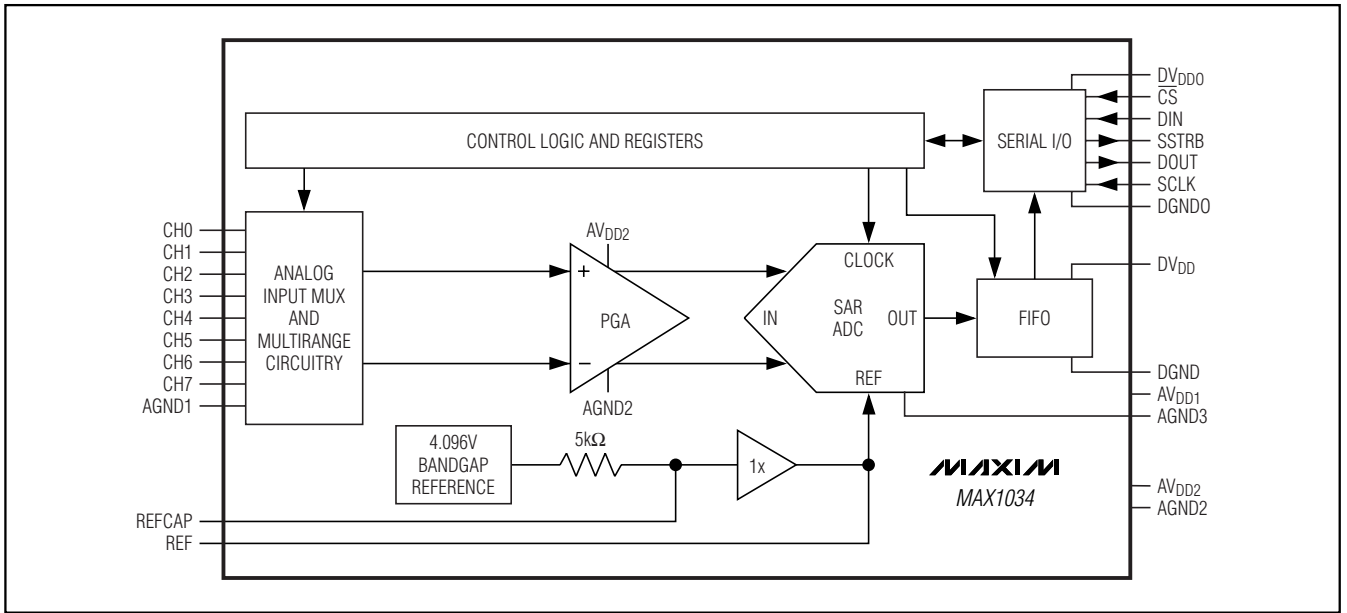 CONTROL LOGIC AND REGISTERS
SERIAL I/O
DVDDO
CS
DIN
SSTRB
DOUT
SCLK
DGNDO
CH0
CH1
CH2
CH3
CH4
CH5
CH6
CH7
AGND1
ANALOG
INPUT MUX
AND
MULTIRANGE
CIRCUITRY
AVDD2
+
PGA
−
AGND2
CLOCK
IN
SAR
ADC
OUT
REF
FIFO
DVDD
DGND
AVDD1
AGND3
4.096V
BANDGAP
REFERENCE
5kΩ
1x
MAXIM
MAX1034
AVDD2
AGND2
REFCAP
REF